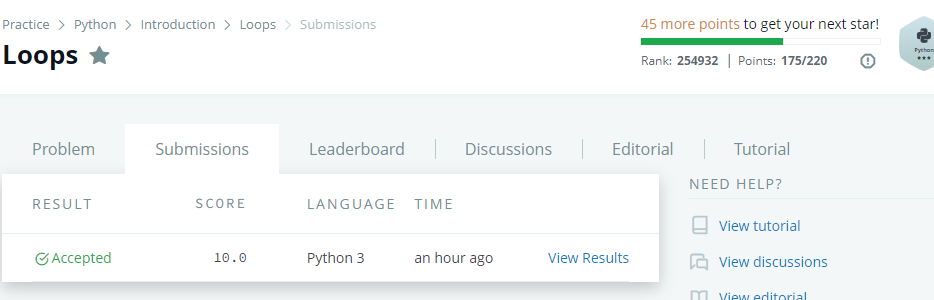 Practice > Python > Introduction > Loops > Submissions
45 more points to get your next star!
Loops
Rank: 254932 | Points: 175/220
Python
Problem
Submissions
Leaderboard
Discussions
Editorial
Tutorial
NEED HELP?
RESULT SCORE LANGUAGE TIME
View tutorial
Accepted 10.0 Python 3 an hour ago View Results
View discussions
View editorial